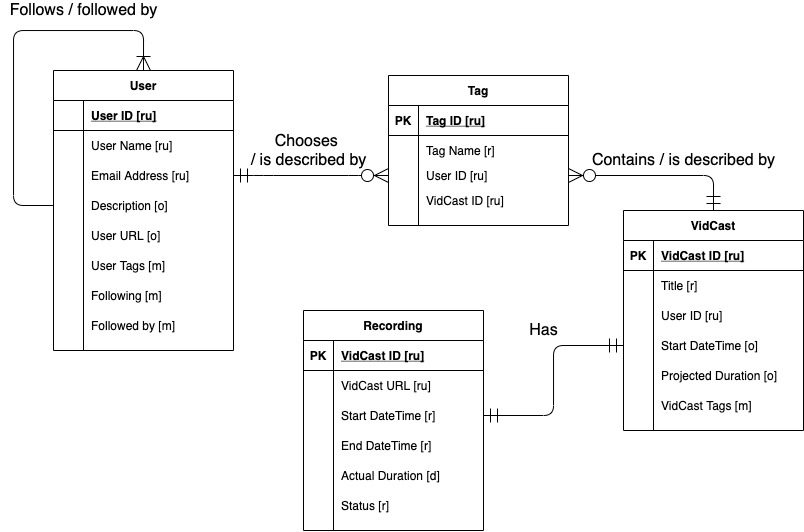 Follows / followed by
User
User ID [ru]
User Name [ru]
Email Address [ru]
Description [o]
User URL [o]
User Tags [m]
Following [m]
Followed by [m]
Chooses
/ is described by
Tag
PK Tag ID [ru]
Tag Name [r]
User ID [ru]
VidCast ID [ru]
Contains / is described by
VidCast
PK VidCast ID [ru]
Title [r]
User ID [ru]
Start DateTime [o]
Projected Duration [o]
VidCast Tags [m]
Has
Recording
PK VidCast ID [ru]
VidCast URL [ru]
Start DateTime [r]
End DateTime [r]
Actual Duration [d]
Status [r]